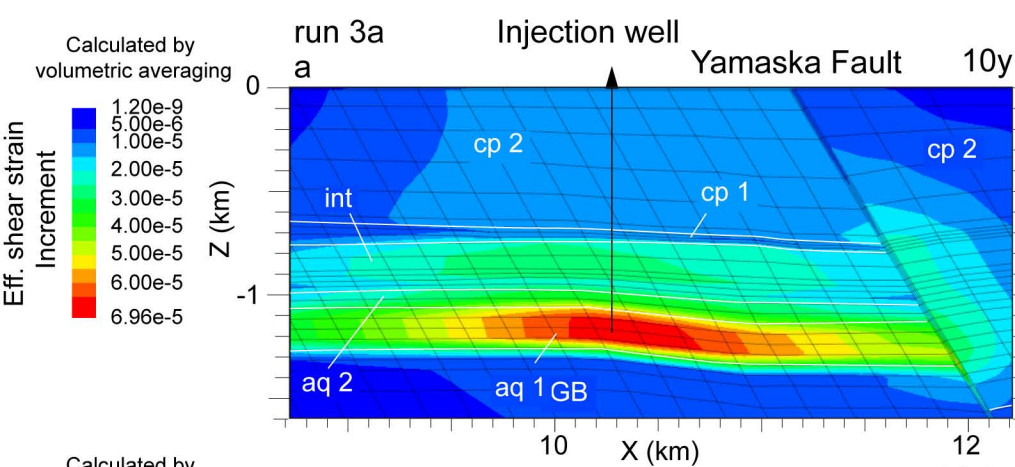 run 3a
Injection well
Calculated by
volumetric averaging
a
Yamaska Fault
10y
0
1.20e-9
5.00e-6
1.00e-5
2.00e-5
3.00e-5
4.00e-5
5.00e-5
6.00e-5
6.96e-5
Eff. shear strain
Increment
Z (km)
cp 2
cp 2
cp 1
int
-1
aq 2
aq 1 GB
10
X (km)
12
Calculated by